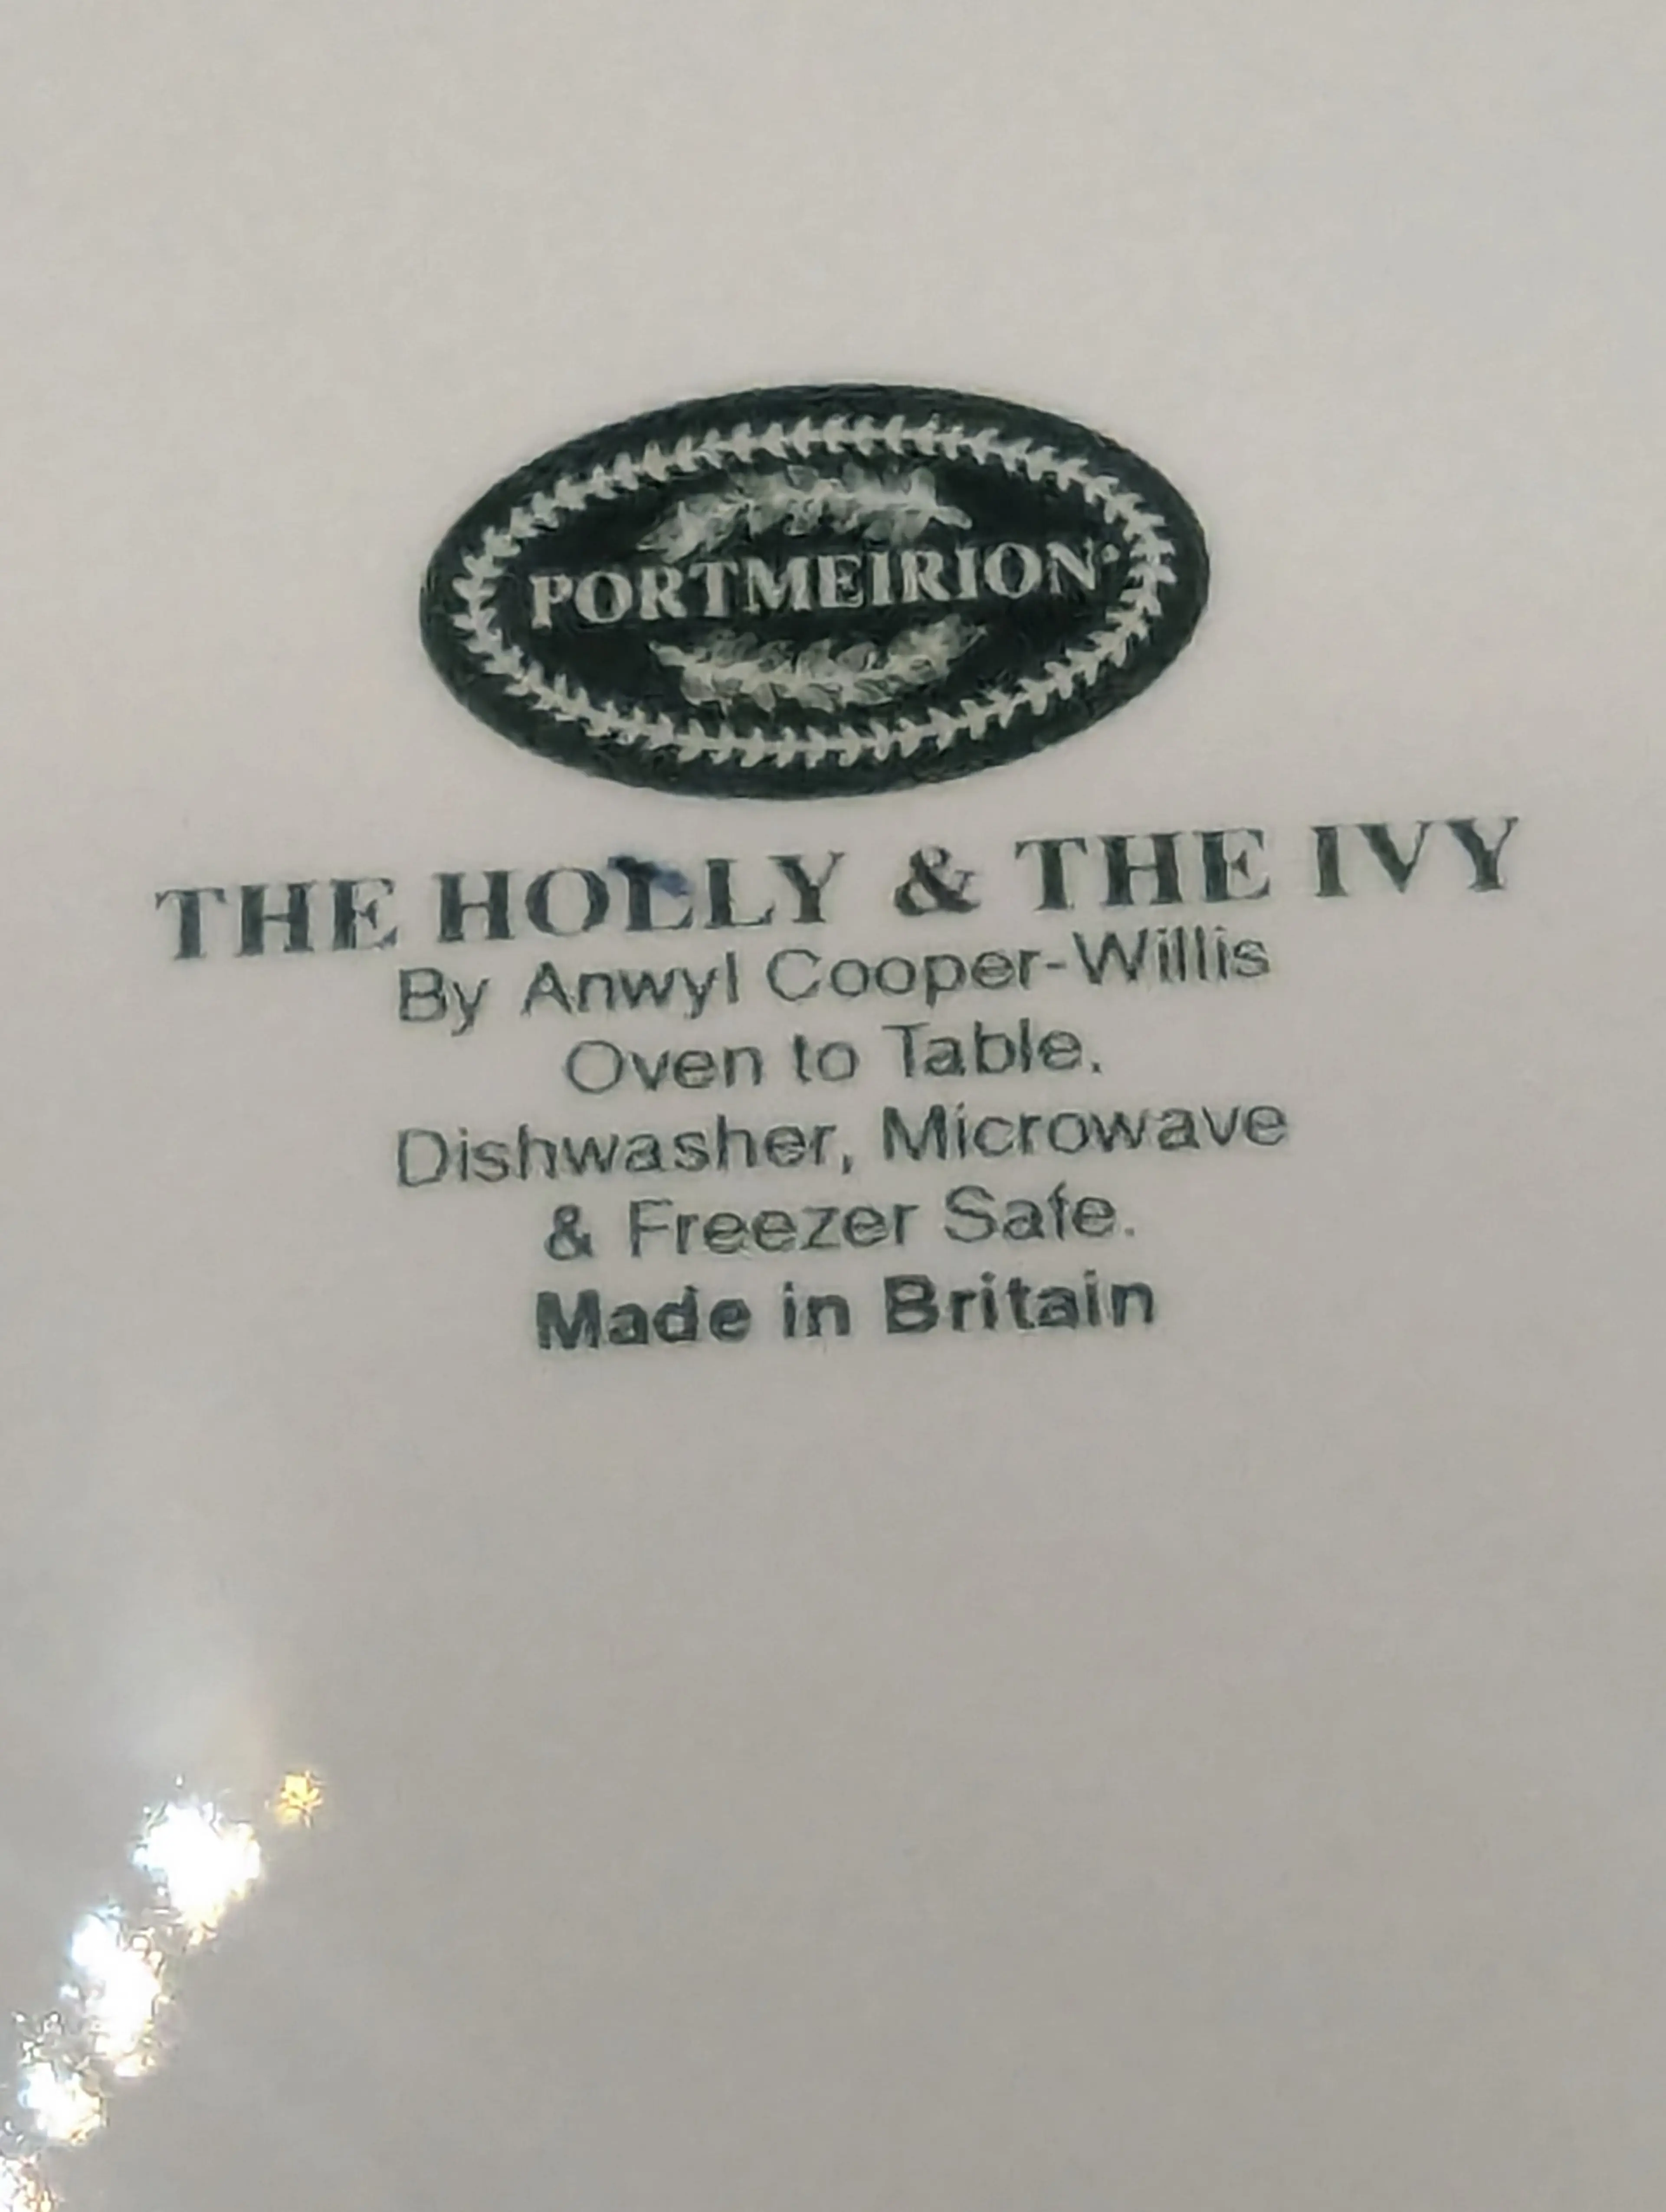 PORTMEIRION®
THE HOLLY & THE IVY
By Anwyl Cooper-Willis
Oven to Table.
Dishwasher, Microwave
& Freezer Safe.
Made in Britain